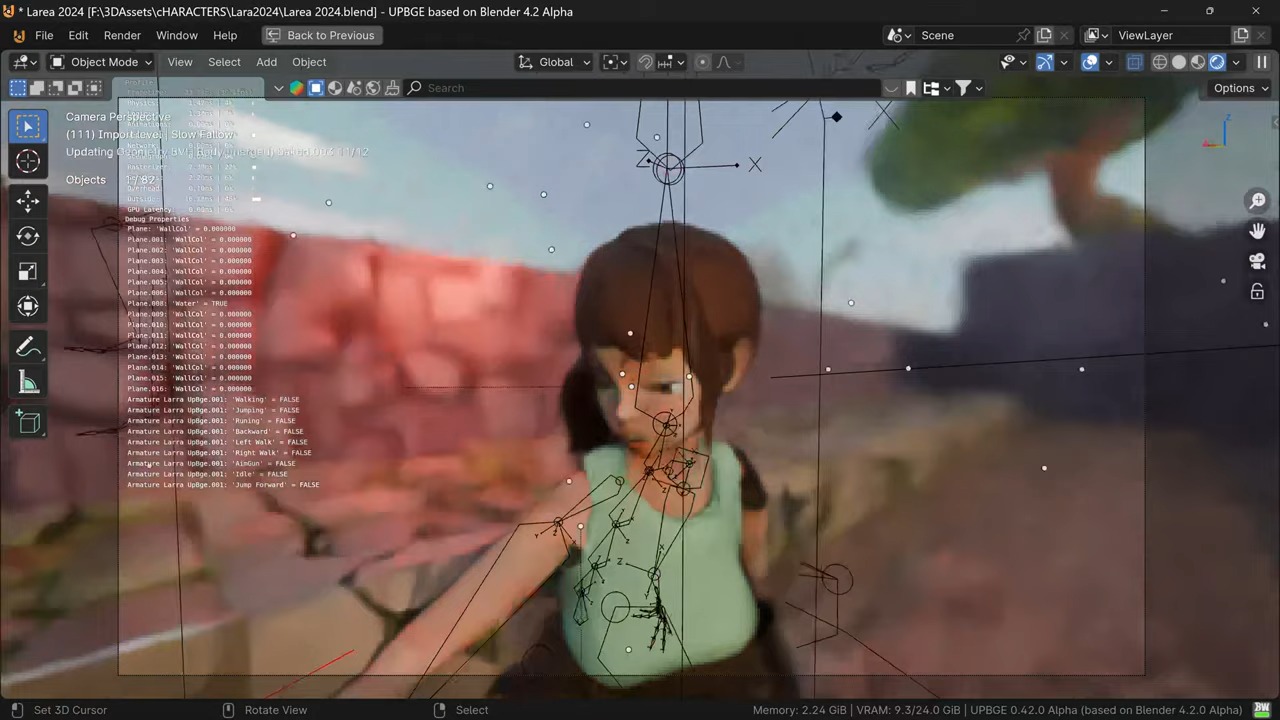 * Larea 2024 [F:\3DAssets\cHARACTERS\Lara2024\Larea 2024.blend] - UPBGE based on Blender 4.2 Alpha
File Edit Render Window Help Back to Previous Scene ViewLayer
Object Mode View Select Add Object Global
Search Options
Camera Perspective
(111) Import level | Slow Fallow
Objects 1/82
GPU Latency:
Debug Properties
Plane: 'WallCol' = 0.000000
Plane.001: 'WallCol' = 0.000000
Plane.002: 'WallCol' = 0.000000
Plane.003: 'WallCol' = 0.000000
Plane.004: 'WallCol' = 0.000000
Plane.005: 'WallCol' = 0.000000
Plane.006: 'WallCol' = 0.000000
Plane.008: 'Water' = TRUE
Plane.009: 'WallCol' = 0.000000
Plane.010: 'WallCol' = 0.000000
Plane.011: 'WallCol' = 0.000000
Plane.012: 'WallCol' = 0.000000
Plane.013: 'WallCol' = 0.000000
Plane.014: 'WallCol' = 0.000000
Plane.015: 'WallCol' = 0.000000
Plane.016: 'WallCol' = 0.000000
Armature Larra UpBge.001: 'Walking' = FALSE
Armature Larra UpBge.001: 'Jumping' = FALSE
Armature Larra UpBge.001: 'Runing' = FALSE
Armature Larra UpBge.001: 'Backward' = FALSE
Armature Larra UpBge.001: 'Left Walk' = FALSE
Armature Larra UpBge.001: 'Right Walk' = FALSE
Armature Larra UpBge.001: 'AimGun' = FALSE
Armature Larra UpBge.001: 'Idle' = FALSE
Armature Larra UpBge.001: 'Jump Forward' = FALSE
Z X
Z
Set 3D Cursor Rotate View Select Memory: 2.24 GiB | VRAM: 9.3/24.0 GiB | UPBGE 0.42.0 Alpha (based on Blender 4.2.0 Alpha)
BW